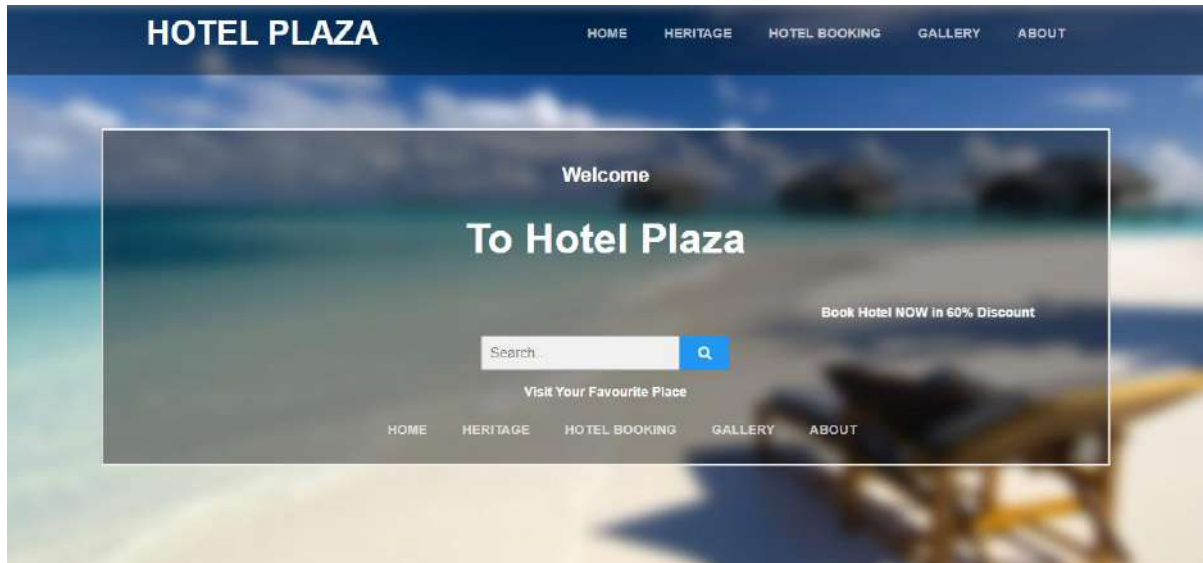 HOTEL PLAZA
HOME HERITAGE HOTEL BOOKING GALLERY ABOUT
Welcome
To Hotel Plaza
Book Hotel NOW in 60% Discount
Search..
Visit Your Favourite Place
HOME HERITAGE HOTEL BOOKING GALLERY ABOUT